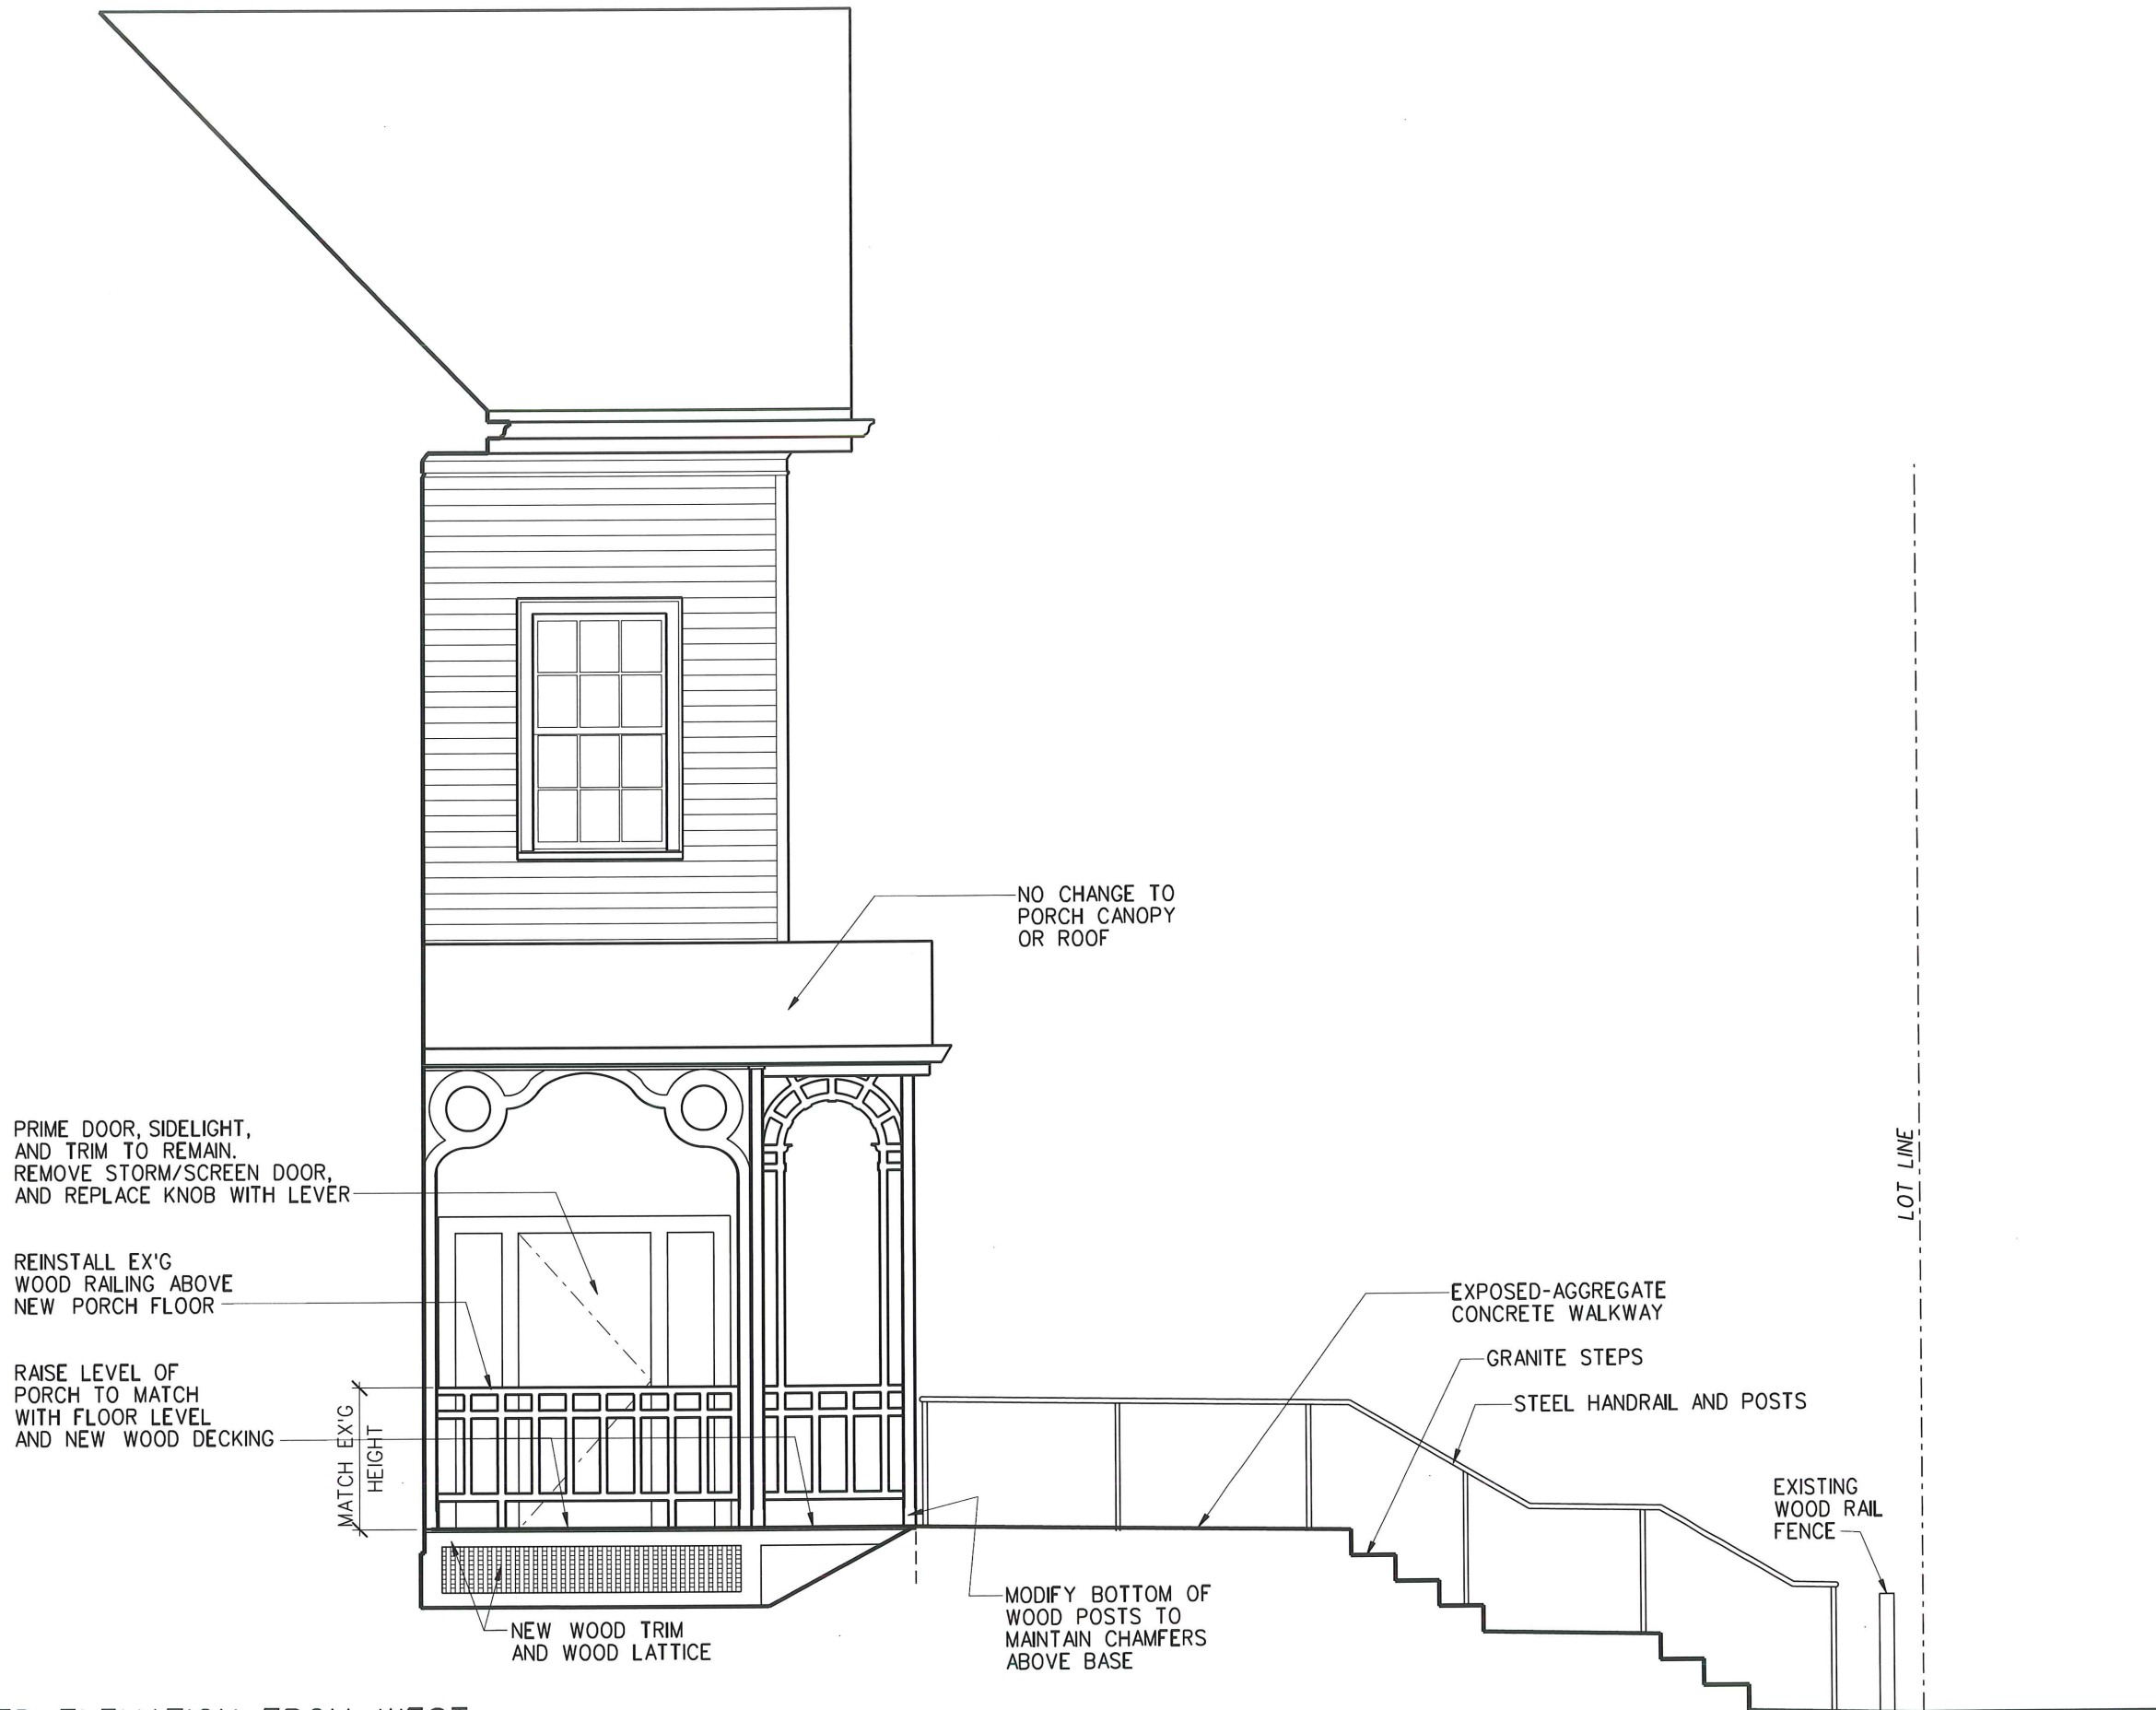 NO CHANGE TO
PORCH CANOPY
OR ROOF
PRIME DOOR, SIDELIGHT,
AND TRIM TO REMAIN.
REMOVE STORM/SCREEN DOOR,
AND REPLACE KNOB WITH LEVER
REINSTALL EX'G
WOOD RAILING ABOVE
NEW PORCH FLOOR
RAISE LEVEL OF
PORCH TO MATCH
WITH FLOOR LEVEL
AND NEW WOOD DECKING
MATCH EX'G
HEIGHT
NEW WOOD TRIM
AND WOOD LATTICE
MODIFY BOTTOM OF
WOOD POSTS TO
MAINTAIN CHAMFERS
ABOVE BASE
EXPOSED-AGGREGATE
CONCRETE WALKWAY
GRANITE STEPS
STEEL HANDRAIL AND POSTS
EXISTING
WOOD RAIL
FENCE
LOT LINE
ELEVATION FROM WEST